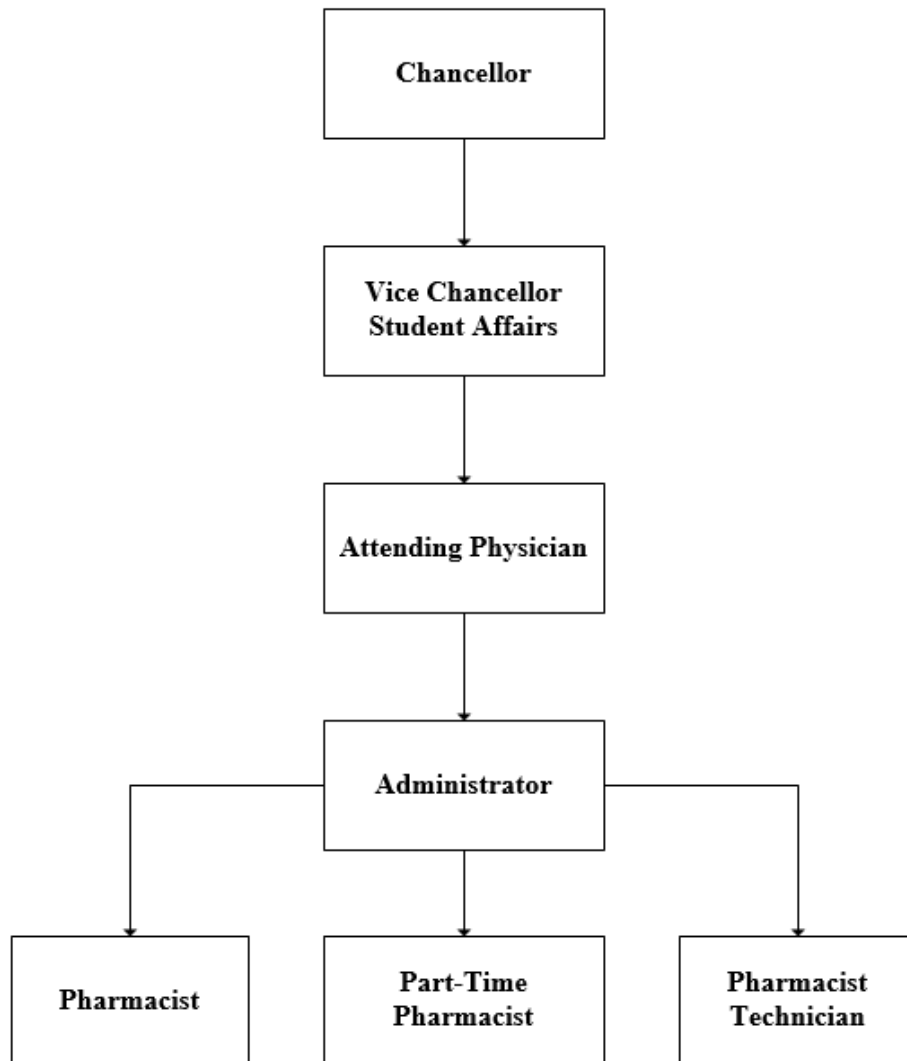 Chancellor
Vice Chancellor
Student Affairs
Attending Physician
Administrator
Pharmacist
Part-Time
Pharmacist
Pharmacist
Technician